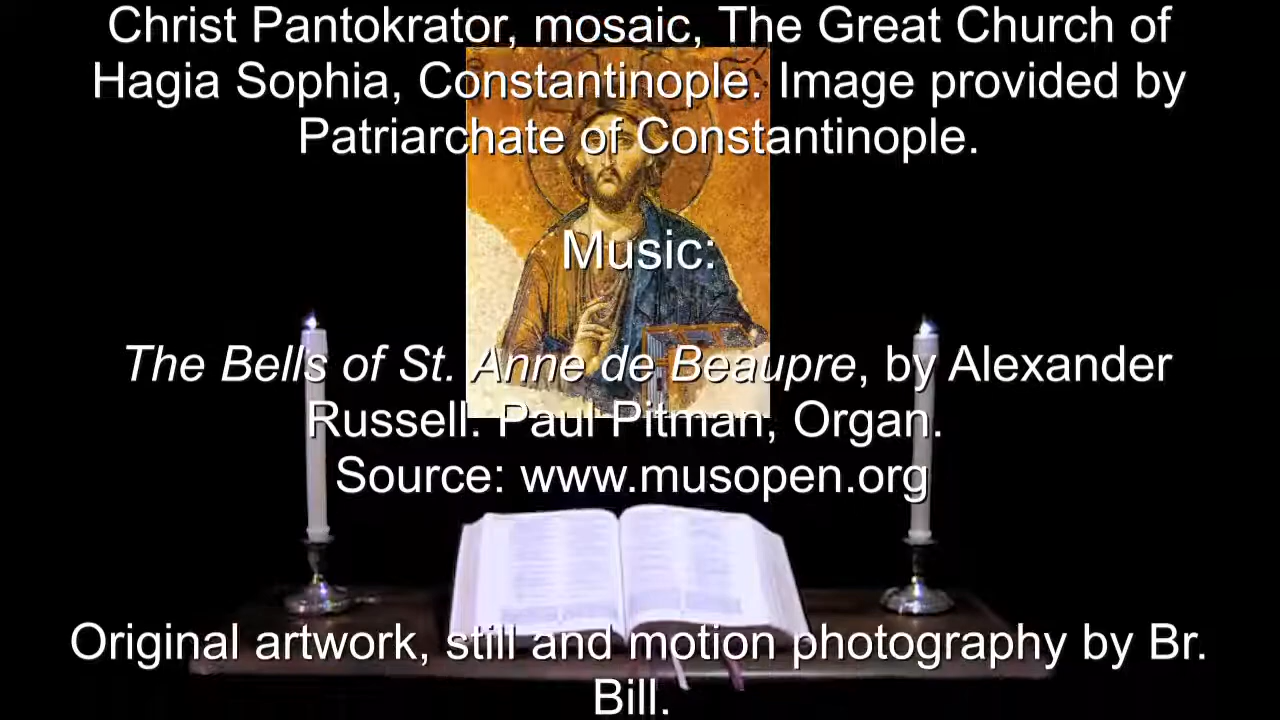 Christ Pantokrator, mosaic, The Great Church of
Hagia Sophia, Constantinople. Image provided by
Patriarchate of Constantinople.
Music:
The Bells of St. Anne de Beaupre, by Alexander
Russell. Paul Pitman, Organ.
Source: www.musopen.org
Original artwork, still and motion photography by Br.
Bill.